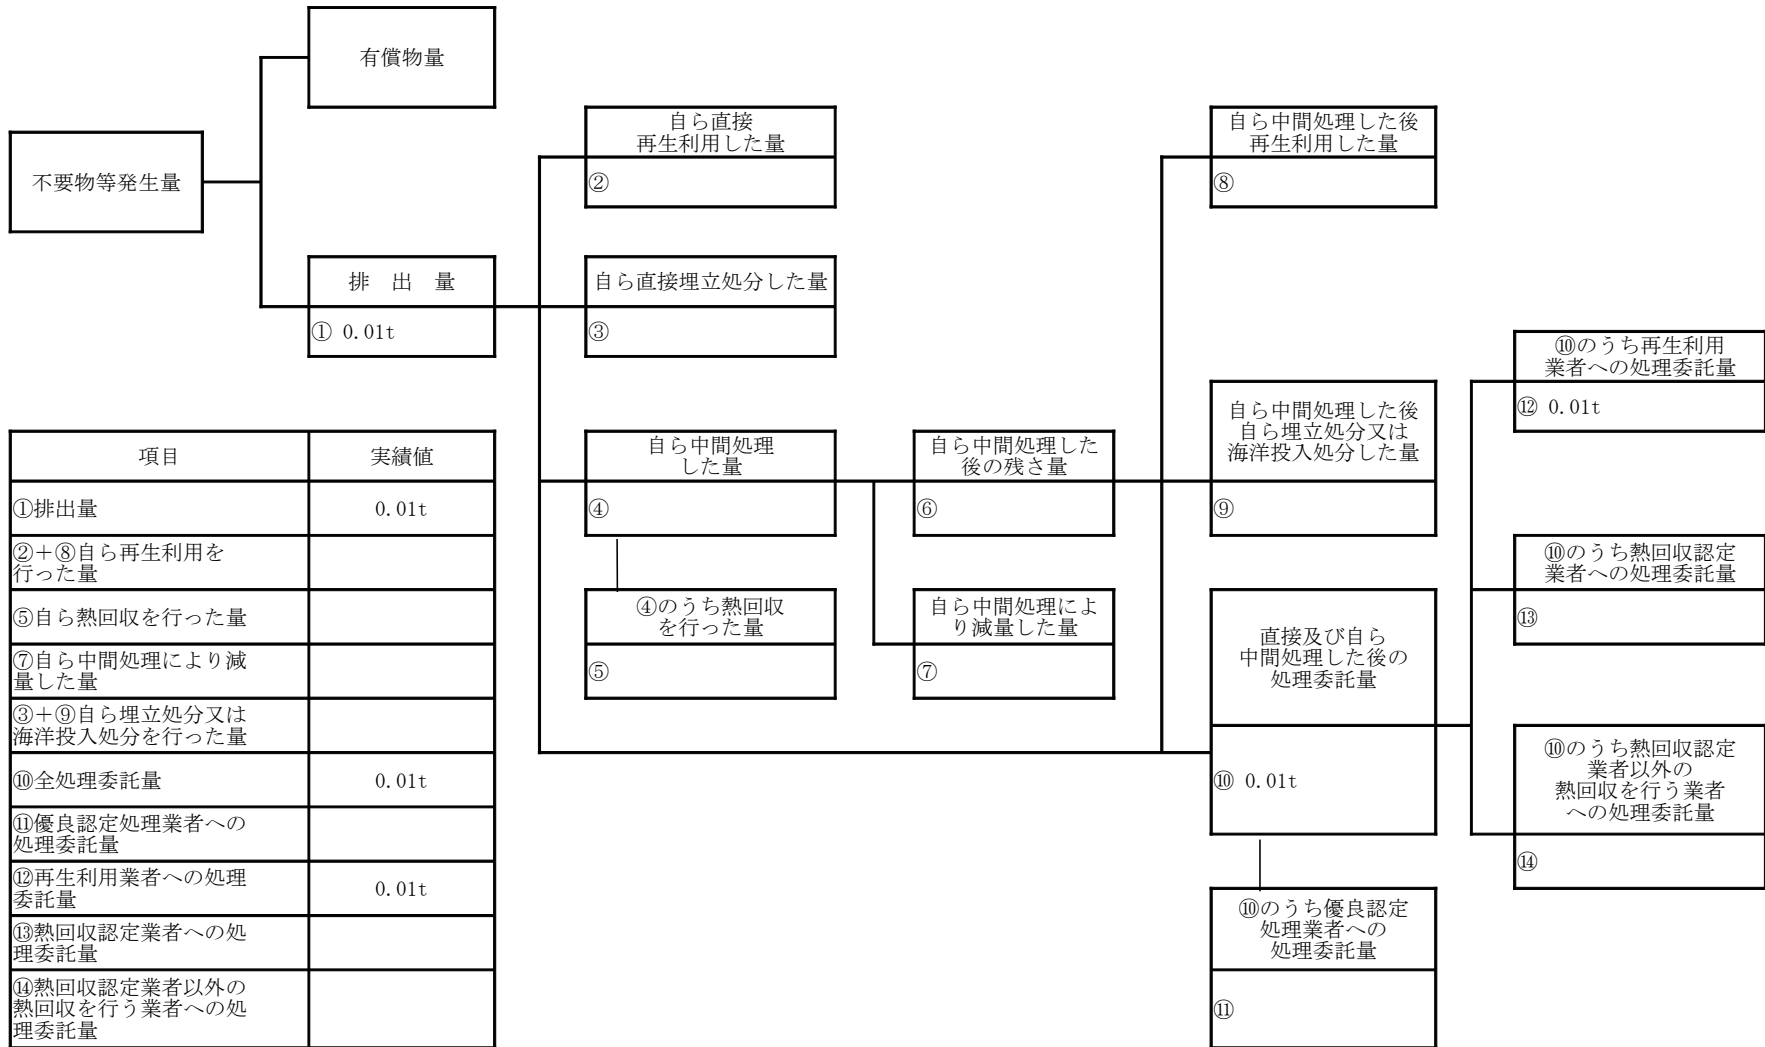 有償物量
不要物等発生量
排 出 量
① 0.01t
自ら直接
再生利用した量
②
自ら直接埋立処分した量
③
自ら中間処理
した量
④
④のうち熱回収
を行った量
⑤
自ら中間処理した
後の残さ量
⑥
自ら中間処理によ
り減量した量
⑦
自ら中間処理した後
再生利用した量
⑧
自ら中間処理した後
自ら埋立処分又は
海洋投入処分した量
⑨
直接及び自ら
中間処理した後の
処理委託量
⑩ 0.01t
⑩のうち優良認定
処理業者への
処理委託量
⑪
⑩のうち再生利用
業者への処理委託量
⑫ 0.01t
⑩のうち熱回収認定
業者への処理委託量
⑬
⑩のうち熱回収認定
業者以外の
熱回収を行う業者
への処理委託量
⑭
項目 実績値
①排出量 0.01t
②+⑧自ら再生利用を
行った量
⑤自ら熱回収を行った量
⑦自ら中間処理により減
量した量
③+⑨自ら埋立処分又は
海洋投入処分を行った量
⑩全処理委託量 0.01t
⑪優良認定処理業者への
処理委託量
⑫再生利用業者への処理
委託量 0.01t
⑬熱回収認定業者への処
理委託量
⑭熱回収認定業者以外の
熱回収を行う業者への処
理委託量